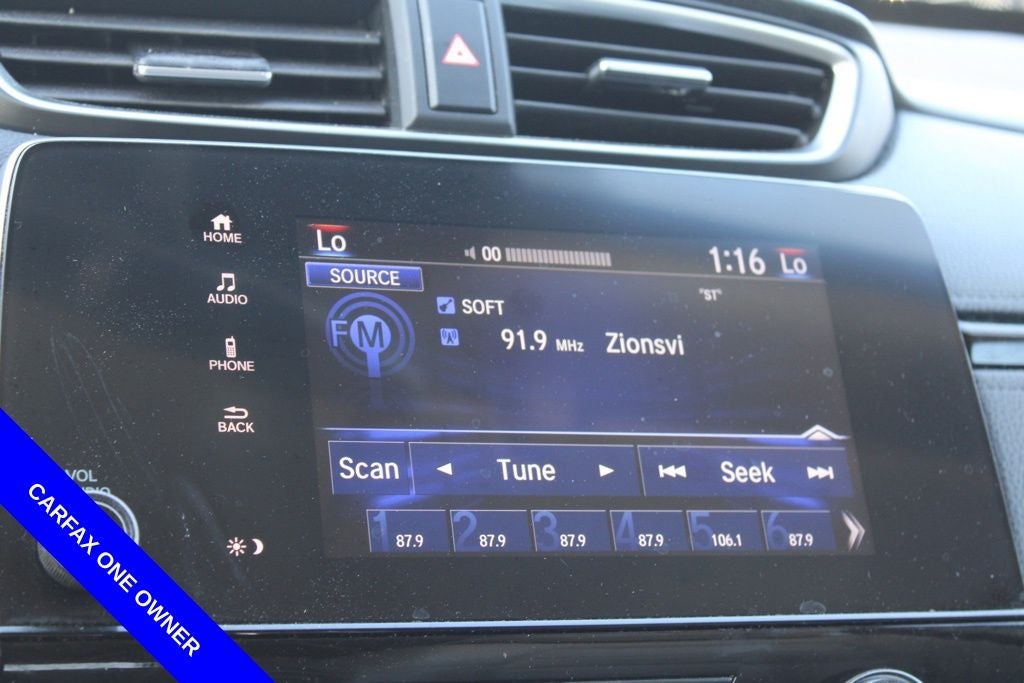 HOME
AUDIO
PHONE
BACK
VOL
AUDIO
Lo
00
1:16
Lo
SOURCE
"ST"
FM
SOFT
91.9 MHz Zionsvi
Scan
Tune
Seek
1 87.9
2 87.9
3 87.9
4 87.9
5 106.1
6 87.9
CARFAX ONE OWNER